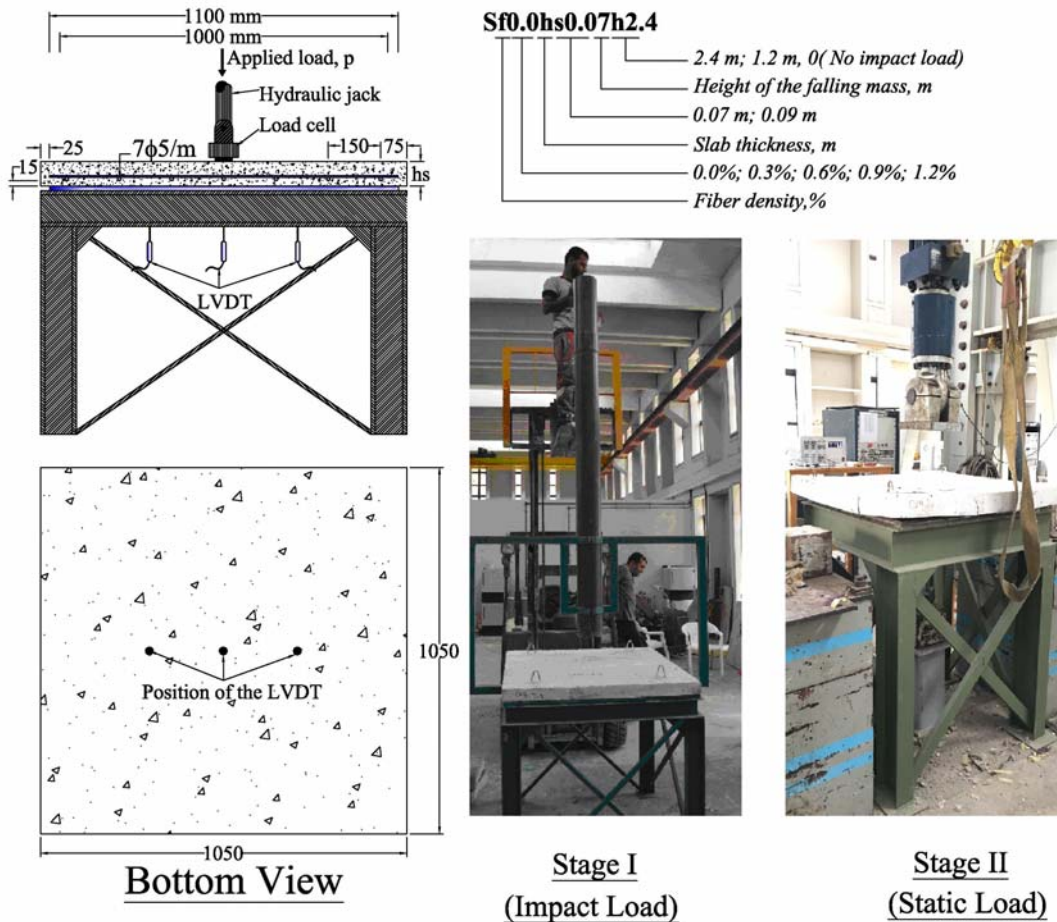 1100 mm
1000 mm
Applied load, p
Hydraulic jack
Load cell
25
7ϕ5/m
150
75
15
hs
LVDT
Sf0.0hs0.07h2.4
2.4 m; 1.2 m, 0( No impact load)
Height of the falling mass, m
0.07 m; 0.09 m
Slab thickness, m
0.0%; 0.3%; 0.6%; 0.9%; 1.2%
Fiber density,%
Position of the LVDT
1050
1050
Bottom View
Stage I
(Impact Load)
Stage II
(Static Load)